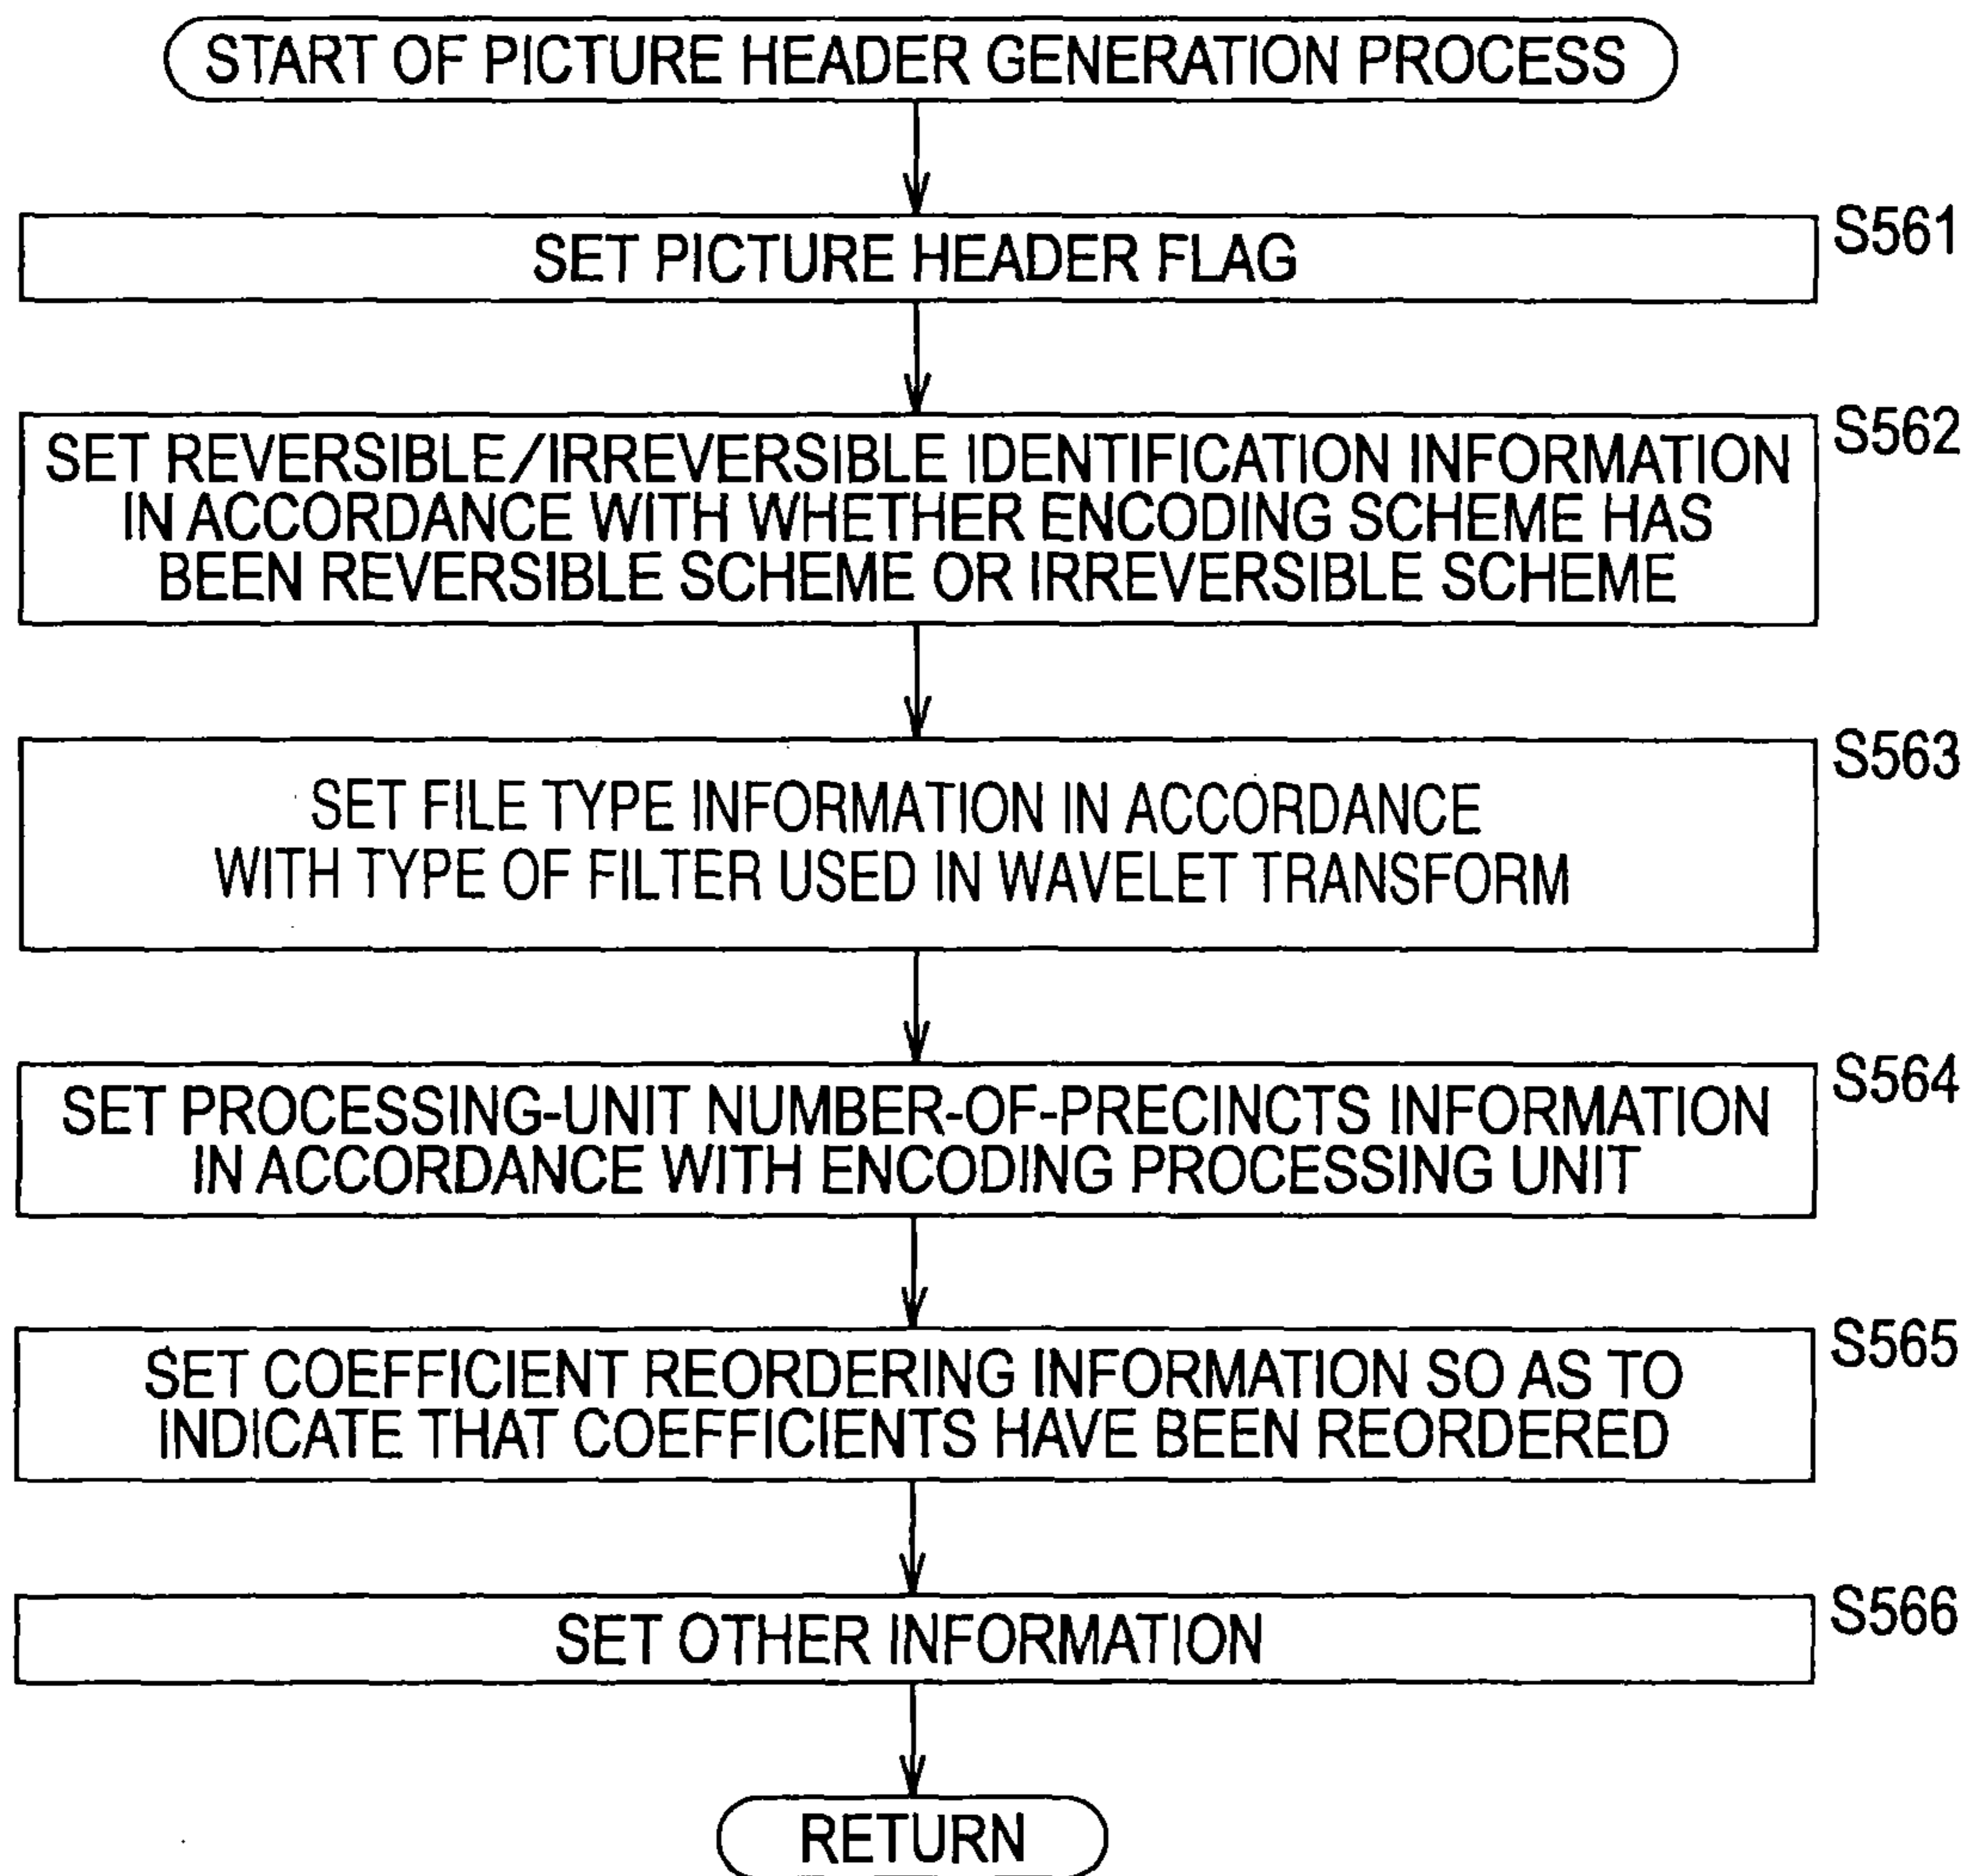 START OF PICTURE HEADER GENERATION PROCESS
S561
SET PICTURE HEADER FLAG
S562
SET REVERSIBLE/IRREVERSIBLE IDENTIFICATION INFORMATION
IN ACCORDANCE WITH WHETHER ENCODING SCHEME HAS
BEEN REVERSIBLE SCHEME OR IRREVERSIBLE SCHEME
S563
SET FILE TYPE INFORMATION IN ACCORDANCE
WITH TYPE OF FILTER USED IN WAVELET TRANSFORM
S564
SET PROCESSING-UNIT NUMBER-OF-PRECINCTS INFORMATION
IN ACCORDANCE WITH ENCODING PROCESSING UNIT
S565
SET COEFFICIENT REORDERING INFORMATION SO AS TO
INDICATE THAT COEFFICIENTS HAVE BEEN REORDERED
S566
SET OTHER INFORMATION
RETURN